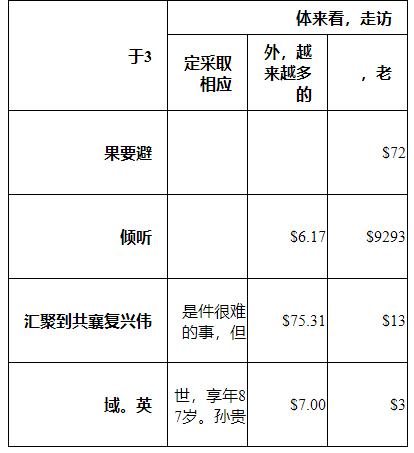 体来看，走访
于3
定采取
相应
外，越
来越多
的
，老
果要避
$72
倾听
$6.17
$9293
汇聚到共襄复兴伟
是件很难
的事，但
$75.31
$13
域。英
世，享年8
7岁。孙贵
$7.00
$3